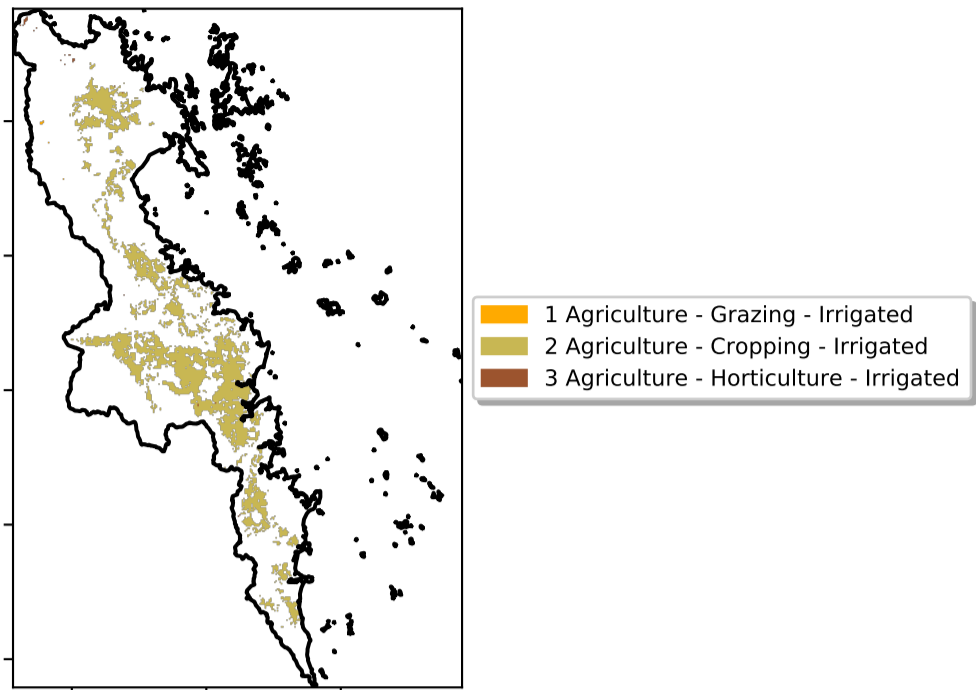 1 Agriculture - Grazing - Irrigated
2 Agriculture - Cropping - Irrigated
3 Agriculture - Horticulture - Irrigated